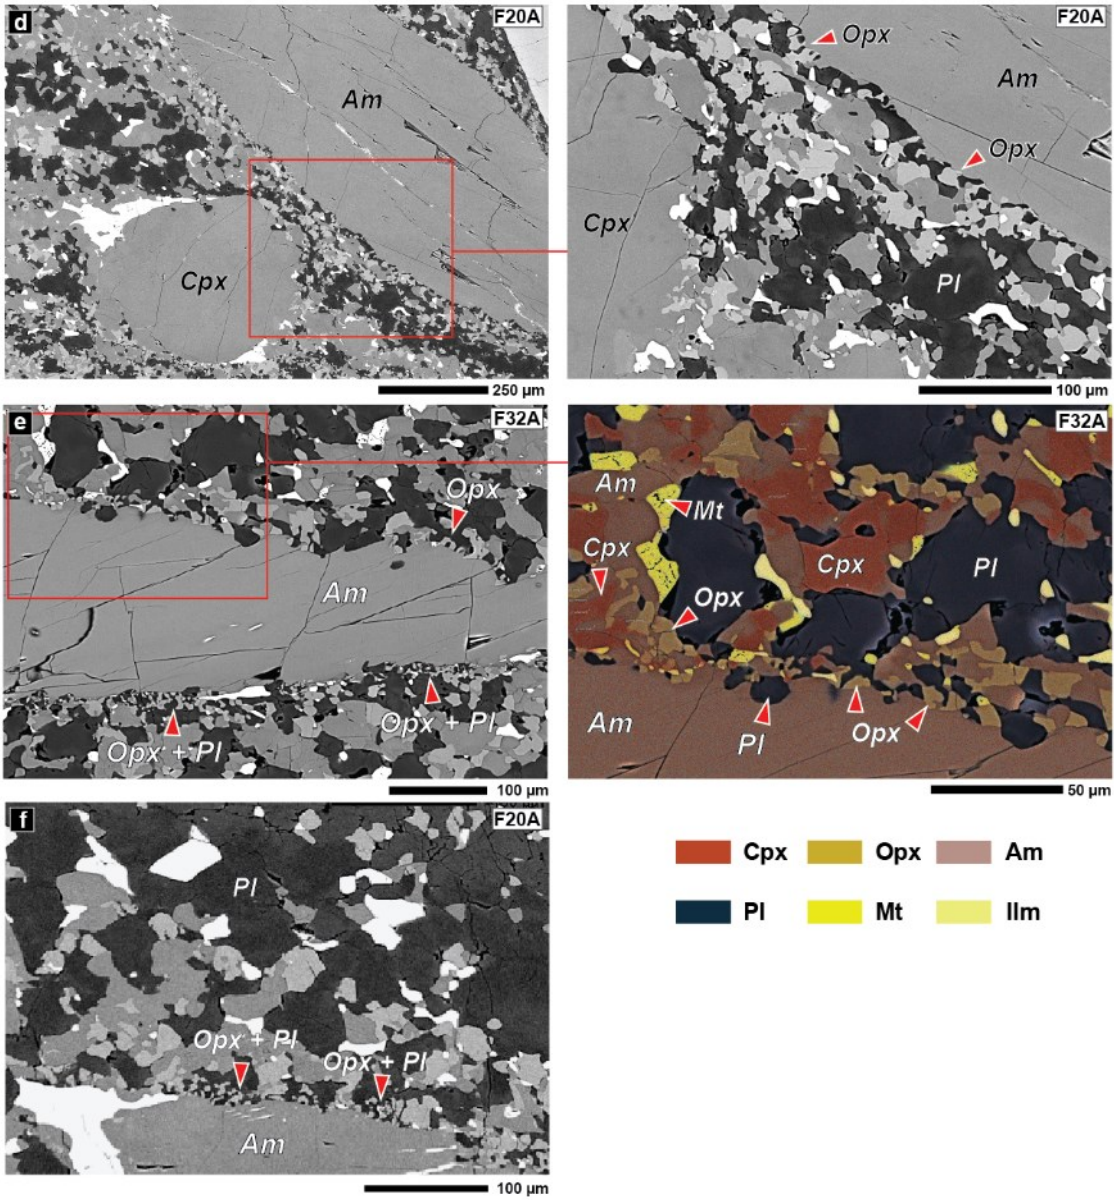 d
F20A
Am
Cpx
250 µm
F20A
Opx
Am
Opx
Cpx
Pl
100 µm
e
F32A
Opx
Am
Opx + Pl
Opx + Pl
100 µm
F32A
Am
Mt
Cpx
Cpx
Pl
Opx
Am
Pl
Opx
50 µm
f
F20A
Pl
Opx + Pl
Opx + Pl
Am
100 µm
Cpx Opx Am
Pl Mt Ilm